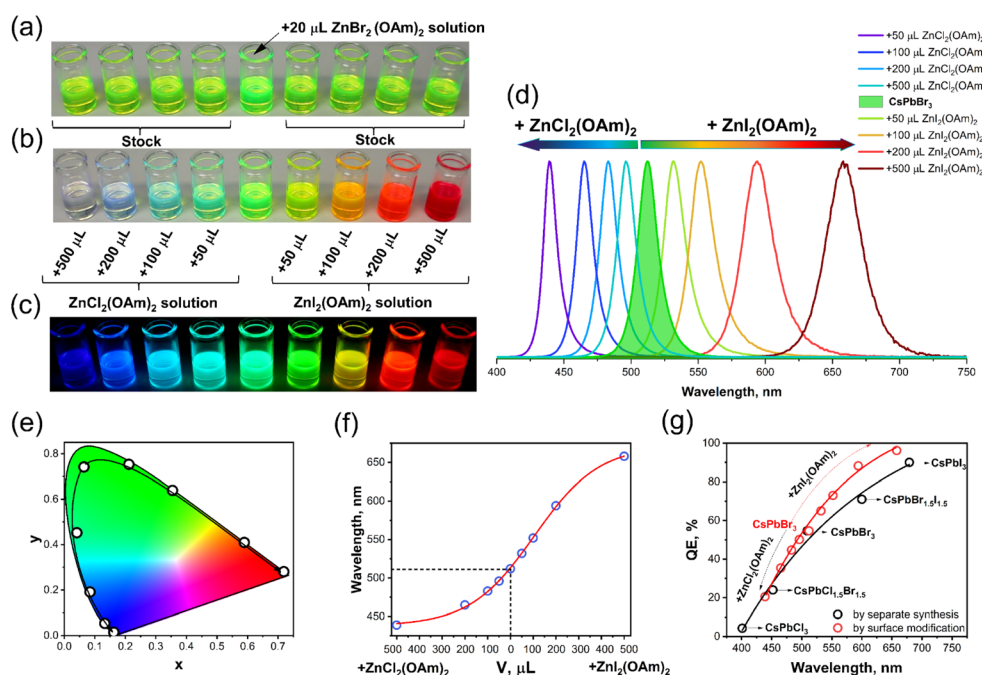 (a)
+20 μL ZnBr₂ (OAm)₂ solution
Stock
Stock
(b)
+500 μL
+200 μL
+100 μL
+50 μL
+50 μL
+100 μL
+200 μL
+500 μL
ZnCl₂(OAm)₂ solution
ZnI₂(OAm)₂ solution
(c)
(d)
+50 μL ZnCl₂(OAm)₂
+100 μL ZnCl₂(OAm)
+200 μL ZnCl₂(OAm)
+500 μL ZnCl₂(OAm)
CsPbBr₃
+50 μL ZnI₂(OAm)₂
+100 μL ZnI₂(OAm)₂
+200 μL ZnI₂(OAm)₂
+500 μL ZnI₂(OAm)₂
+ ZnCl₂(OAm)₂
+ ZnI₂(OAm)₂
400 450 500 550 600 650 700 750
Wavelength, nm
(e)
y
0.8
0.6
0.4
0.2
0.0
0.0 0.1 0.2 0.3 0.4 0.5 0.6 0.7
x
(f)
Wavelength, nm
650
600
550
500
450
500 400 300 200 100 0 100 200 300 400 500
+ZnCl₂(OAm)₂
V, μL
+ZnI₂(OAm)₂
(g)
QE, %
100
80
60
40
20
0
+ZnI₂(OAm)₂
+ZnCl₂(OAm)₂
CsPbI₃
CsPbBr₁.₅I₁.₅
CsPbBr₃
CsPbBr₃
CsPbCl₁.₅Br₁.₅
CsPbCl₃
by separate synthesis
by surface modification
400 450 500 550 600 650 700
Wavelength, nm